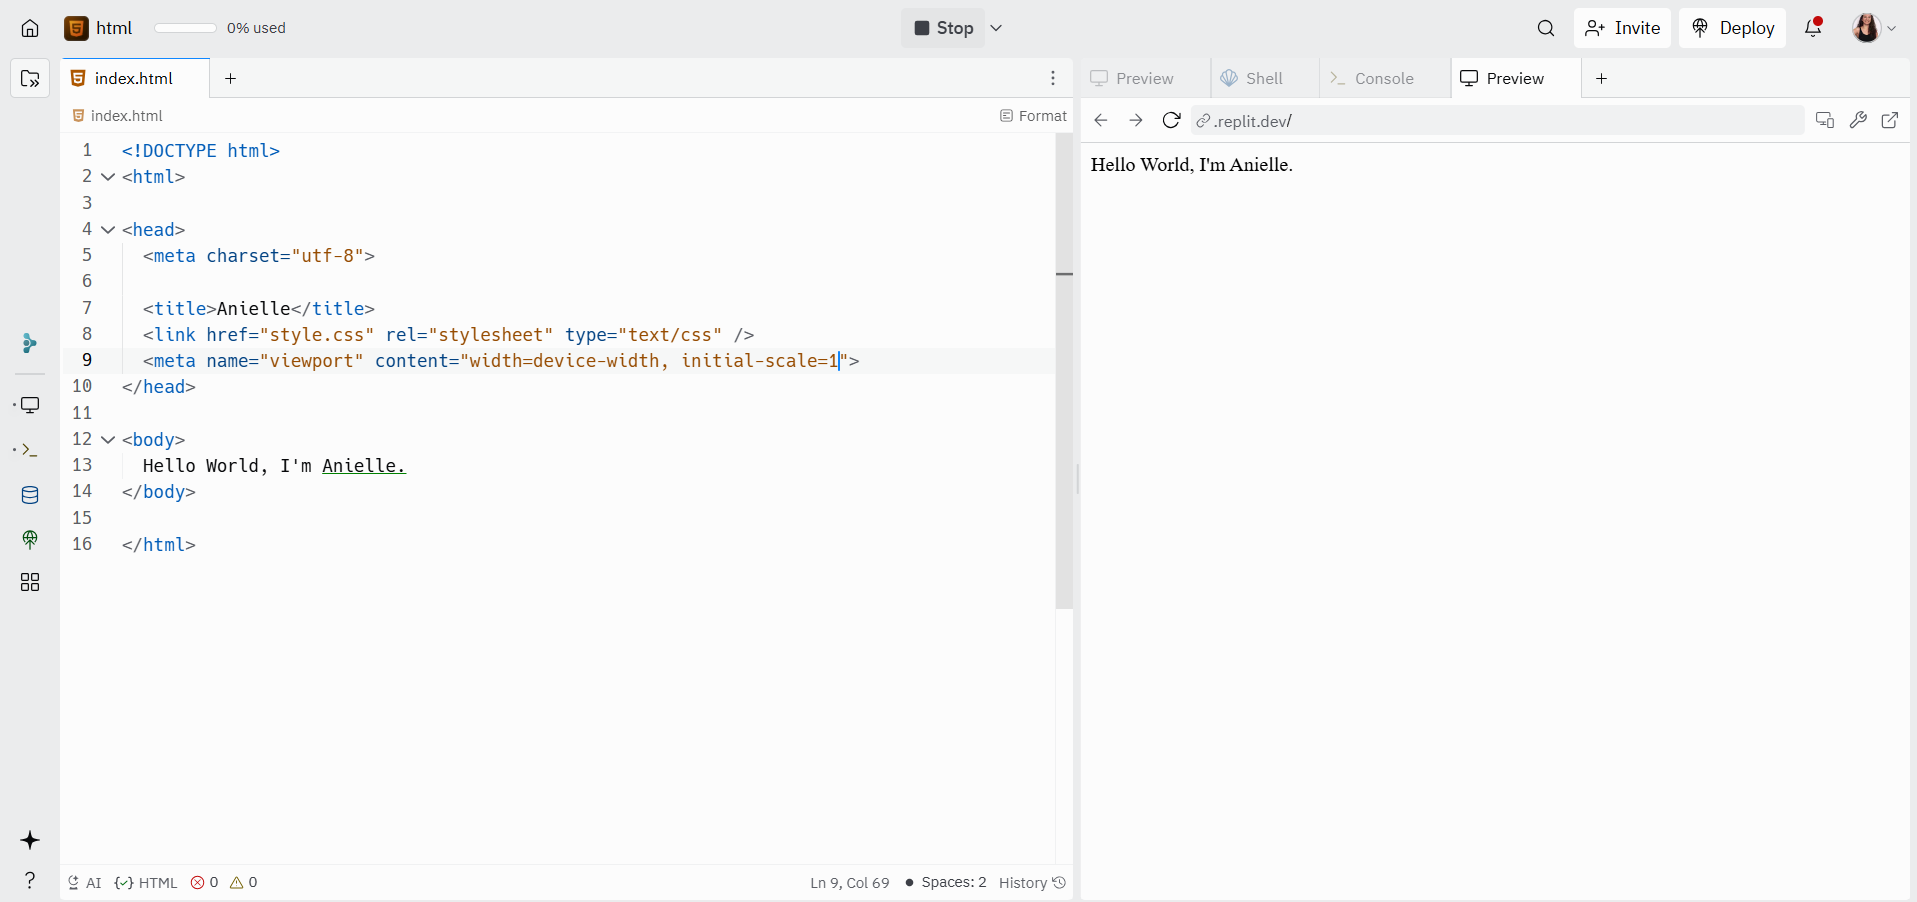 html 0% used Stop Invite Deploy
index.html
Preview Shell Console Preview
index.html Format
.replit.dev/
1 <!DOCTYPE html>
2 <html>
3
4 <head>
5 <meta charset="utf-8">
6
7 <title>Anielle</title>
8 <link href="style.css" rel="stylesheet" type="text/css" />
9 <meta name="viewport" content="width=device-width, initial-scale=1">
10 </head>
11
12 <body>
13 Hello World, I'm Anielle.
14 </body>
15
16 </html>
Hello World, I'm Anielle.
AI HTML 0 0 Ln 9, Col 69 Spaces: 2 History